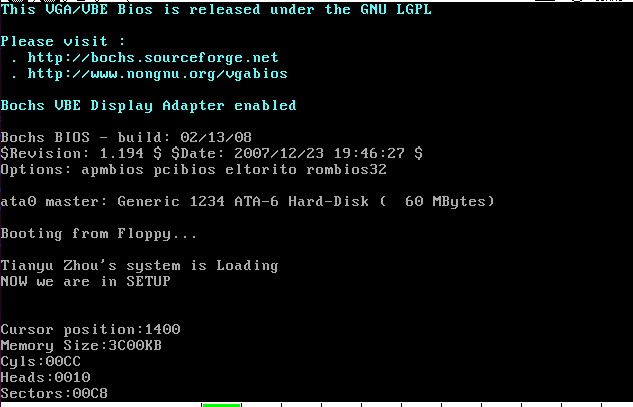 This VGA/VBE Bios is released under the GNU LGPL
Please visit :
. http://bochs.sourceforge.net
. http://www.nongnu.org/vgabios
Bochs VBE Display Adapter enabled
Bochs BIOS - build: 02/13/08
$Revision: 1.194 $ $Date: 2007/12/23 19:46:27 $
Options: apmbios pcibios eltorito rombios32
ata0 master: Generic 1234 ATA-6 Hard-Disk ( 60 MBytes)
Booting from Floppy...
Tianyu Zhou's system is Loading
NOW we are in SETUP
Cursor position:1400
Memory Size:3C00KB
Cyls:00CC
Heads:0010
Sectors:00C8